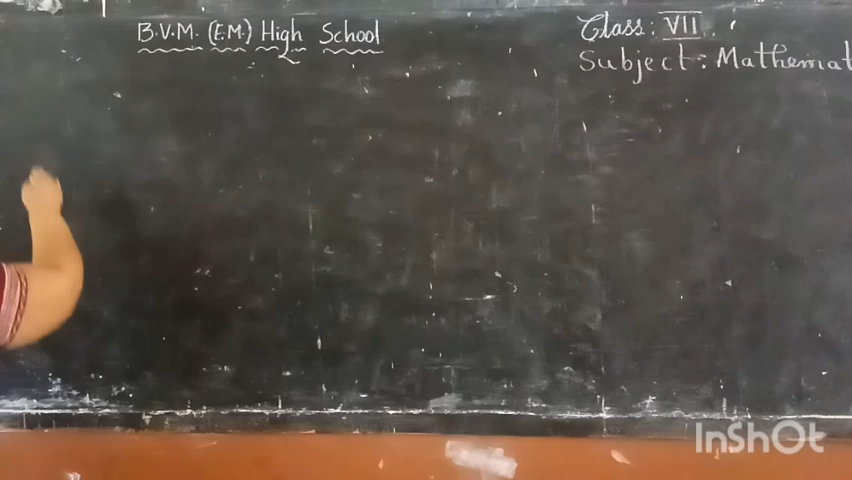 B.V.M. (E.M.) High School
Class: VII
Subject: Mathemat
InShOt